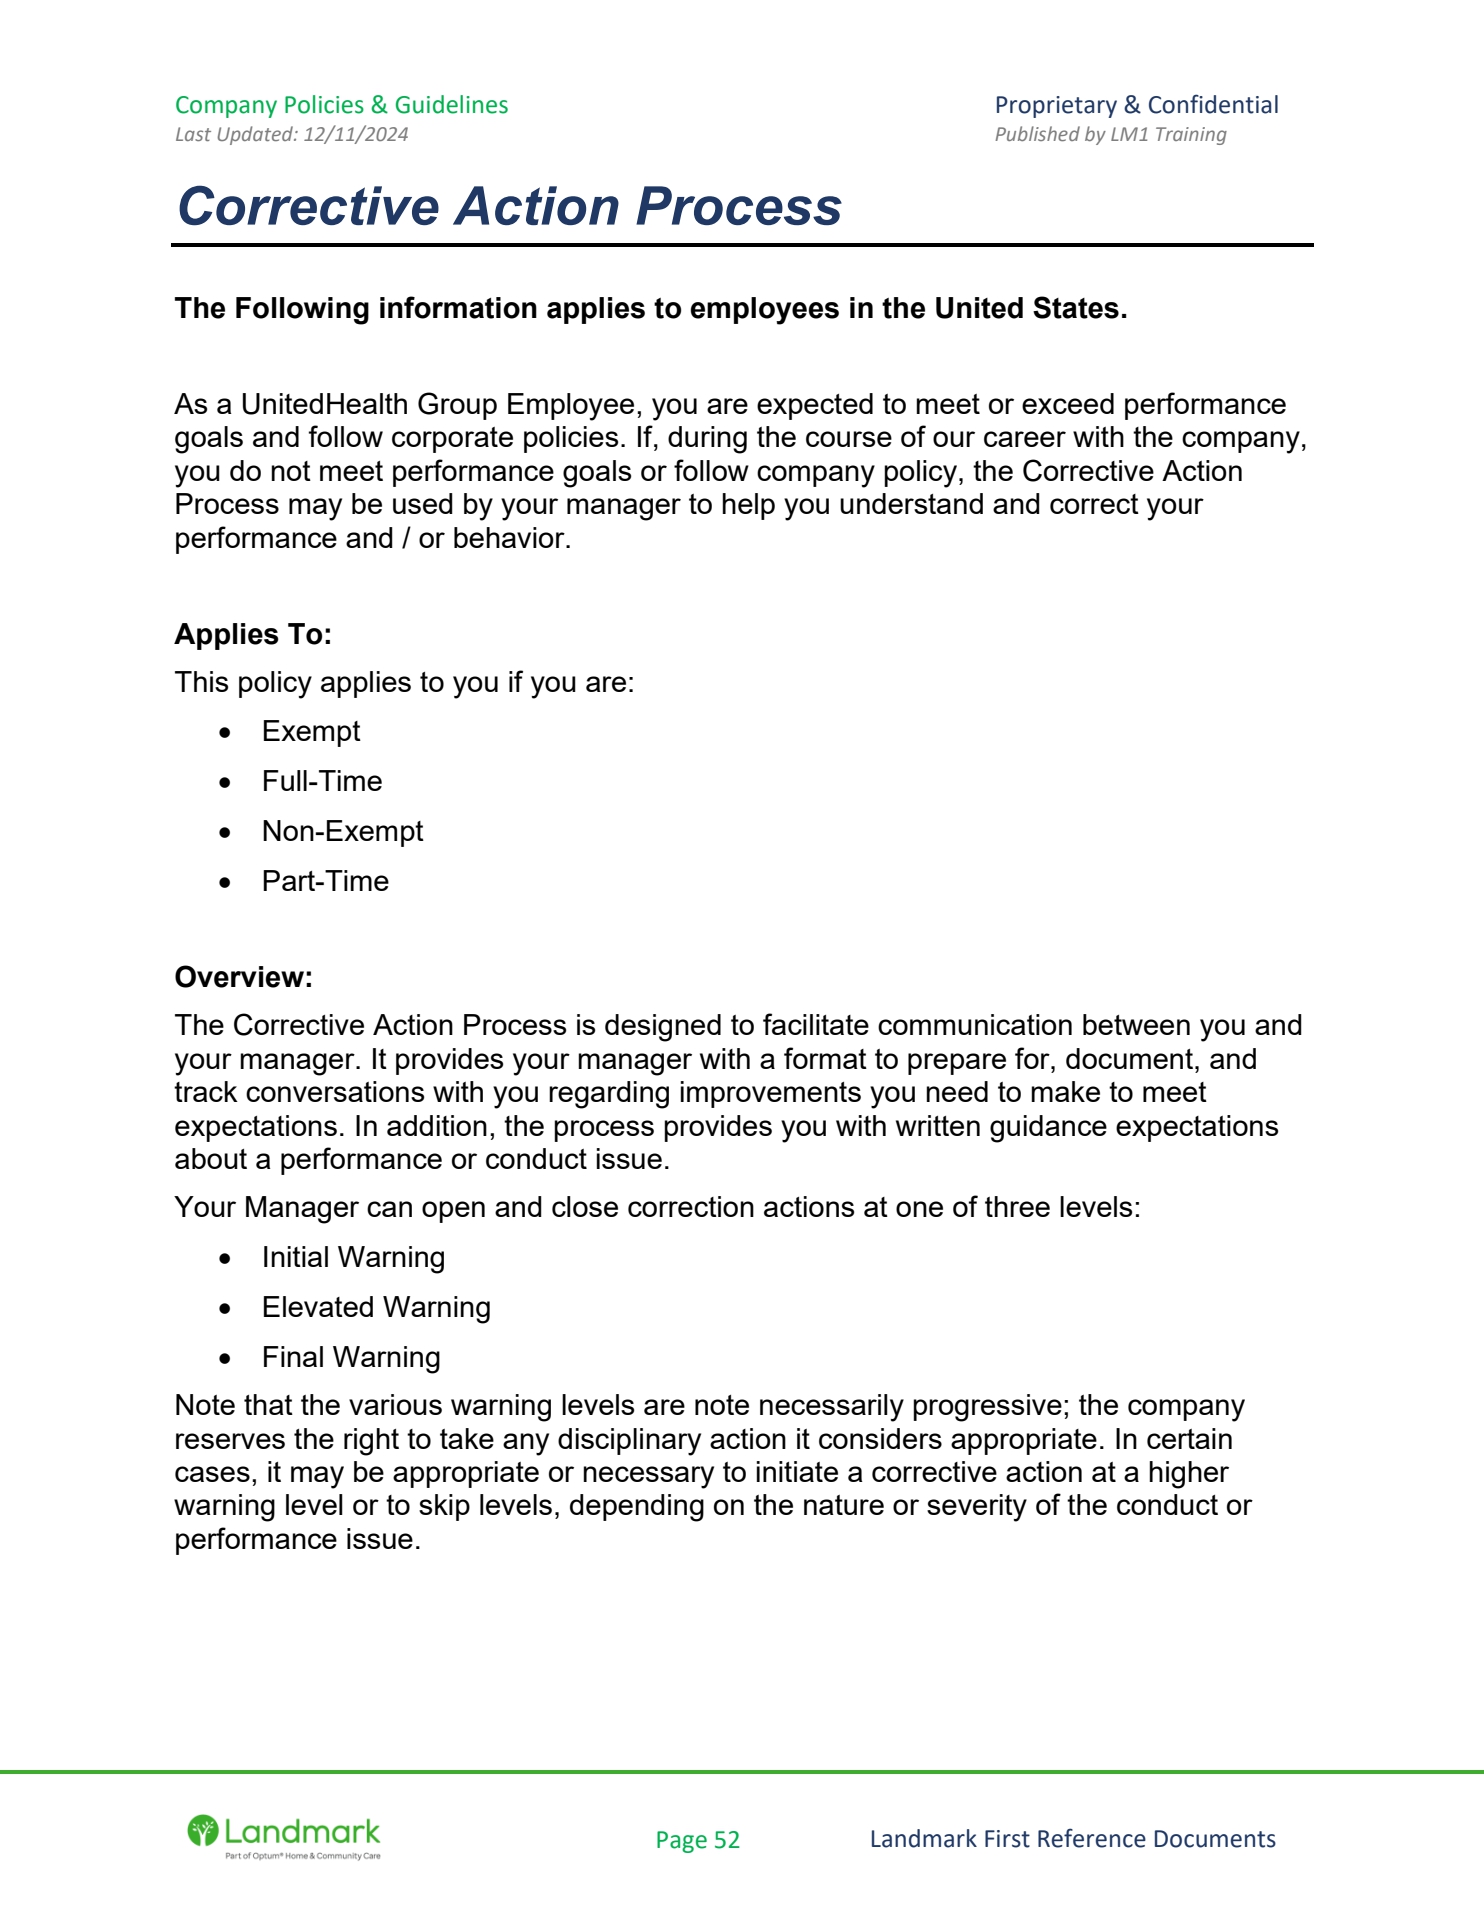 Company Policies & Guidelines
Proprietary & Confidential
Last Updated: 12/11/2024
Published by LM1 Training
Corrective Action Process
The Following information applies to employees in the United States.
As a UnitedHealth Group Employee, you are expected to meet or exceed performance
goals and follow corporate policies. If, during the course of our career with the company,
you do not meet performance goals or follow company policy, the Corrective Action
Process may be used by your manager to help you understand and correct your
performance and / or behavior.
Applies To:
This policy applies to you if you are:
• Exempt
• Full-Time
• Non-Exempt
• Part-Time
Overview:
The Corrective Action Process is designed to facilitate communication between you and
your manager. It provides your manager with a format to prepare for, document, and
track conversations with you regarding improvements you need to make to meet
expectations. In addition, the process provides you with written guidance expectations
about a performance or conduct issue.
Your Manager can open and close correction actions at one of three levels:
• Initial Warning
• Elevated Warning
• Final Warning
Note that the various warning levels are note necessarily progressive; the company
reserves the right to take any disciplinary action it considers appropriate. In certain
cases, it may be appropriate or necessary to initiate a corrective action at a higher
warning level or to skip levels, depending on the nature or severity of the conduct or
performance issue.
Landmark
Part of Optum® Home & Community Care
Page 52
Landmark First Reference Documents